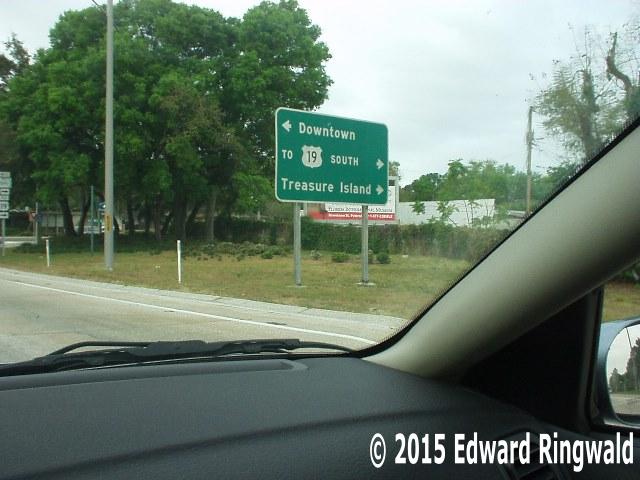 Downtown
TO 19 SOUTH
Treasure Island
© 2015 Edward Ringwald